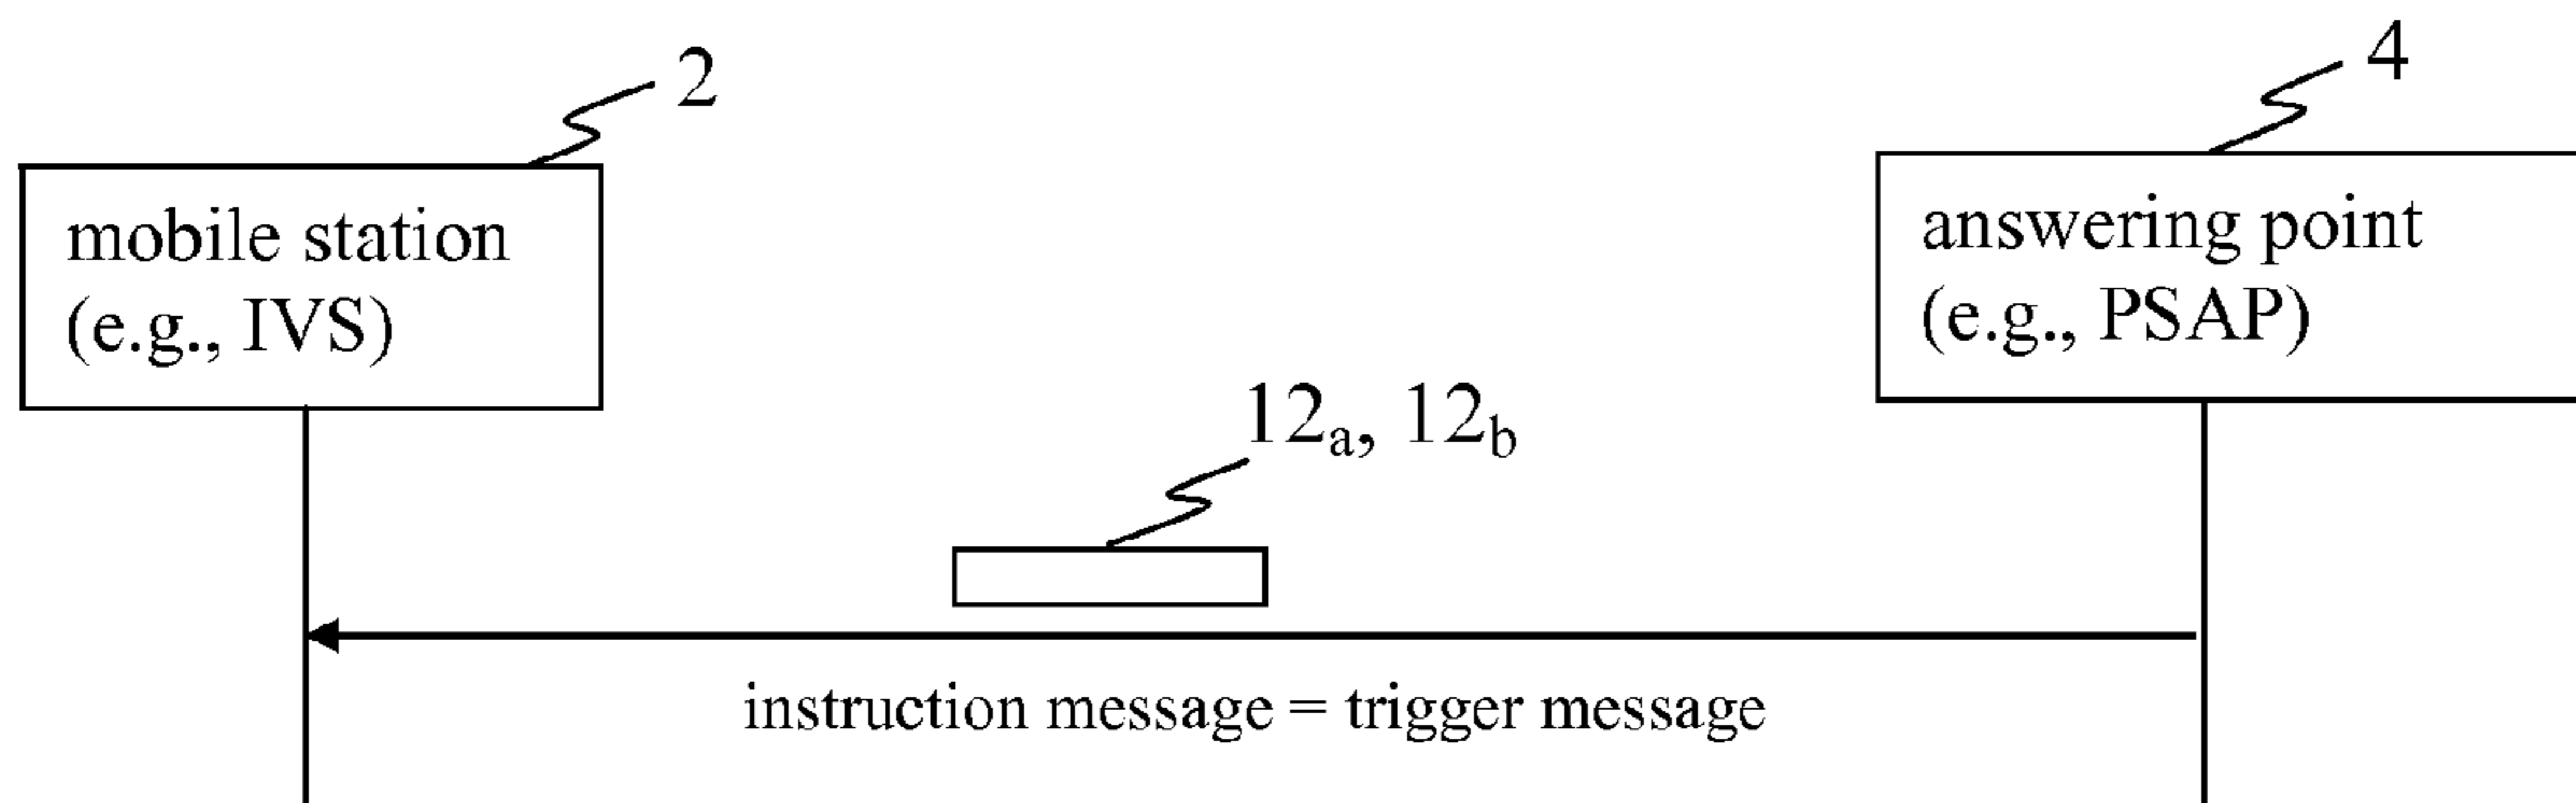 2
4
mobile station
(e.g., IVS)
answering point
(e.g., PSAP)
12a, 12b
instruction message = trigger message